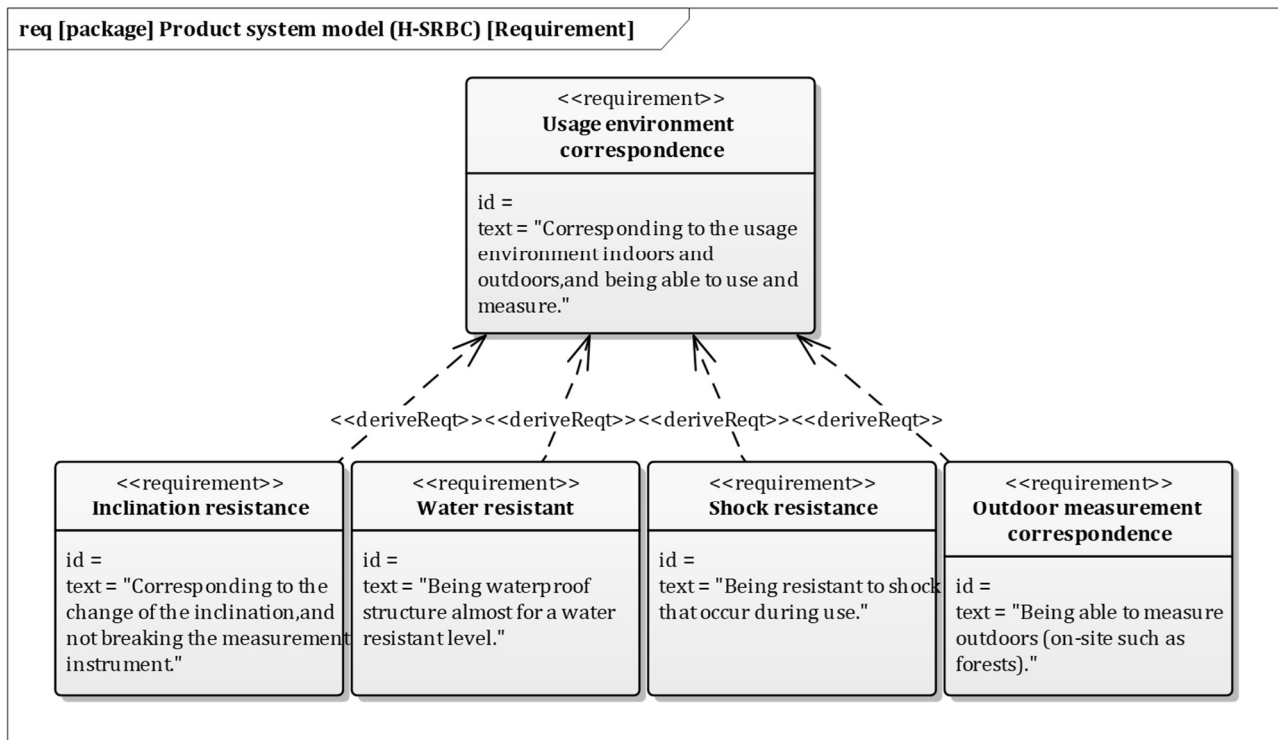 req [package] Product system model (H-SRBC) [Requirement]
<<requirement>>
Usage environment
correspondence
id =
text = "Corresponding to the usage
environment indoors and
outdoors,and being able to use and
measure."
<<deriveReqt>> <<deriveReqt>> <<deriveReqt>> <<deriveReqt>>
<<requirement>>
Inclination resistance
id =
text = "Corresponding to the
change of the inclination,and
not breaking the measurement
instrument."
<<requirement>>
Water resistant
id =
text = "Being waterproof
structure almost for a water
resistant level."
<<requirement>>
Shock resistance
id =
text = "Being resistant to shock
that occur during use."
<<requirement>>
Outdoor measurement
correspondence
id =
text = "Being able to measure
outdoors (on-site such as
forests)."